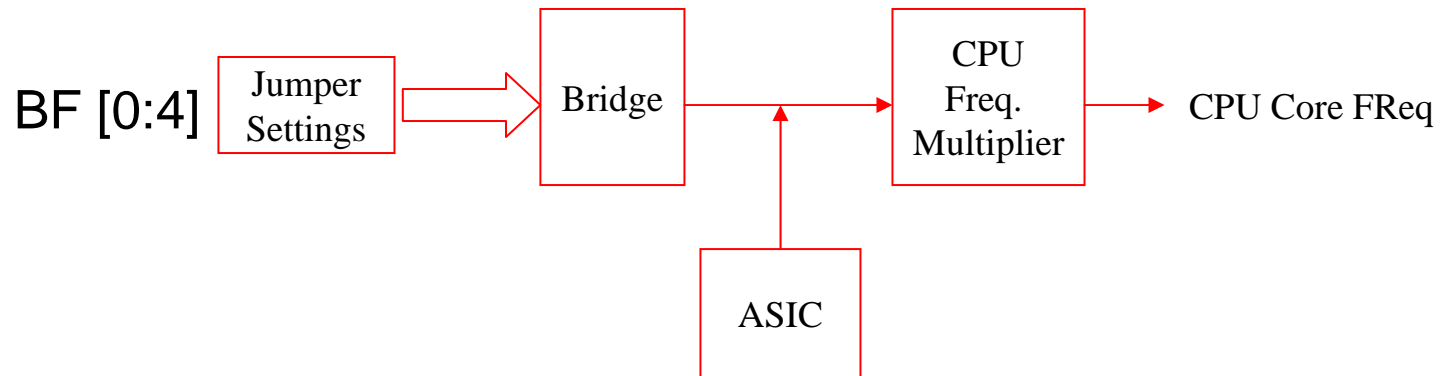 BF [0:4]
Jumper
Settings
Bridge
CPU
Freq.
Multiplier
CPU Core FReq
ASIC